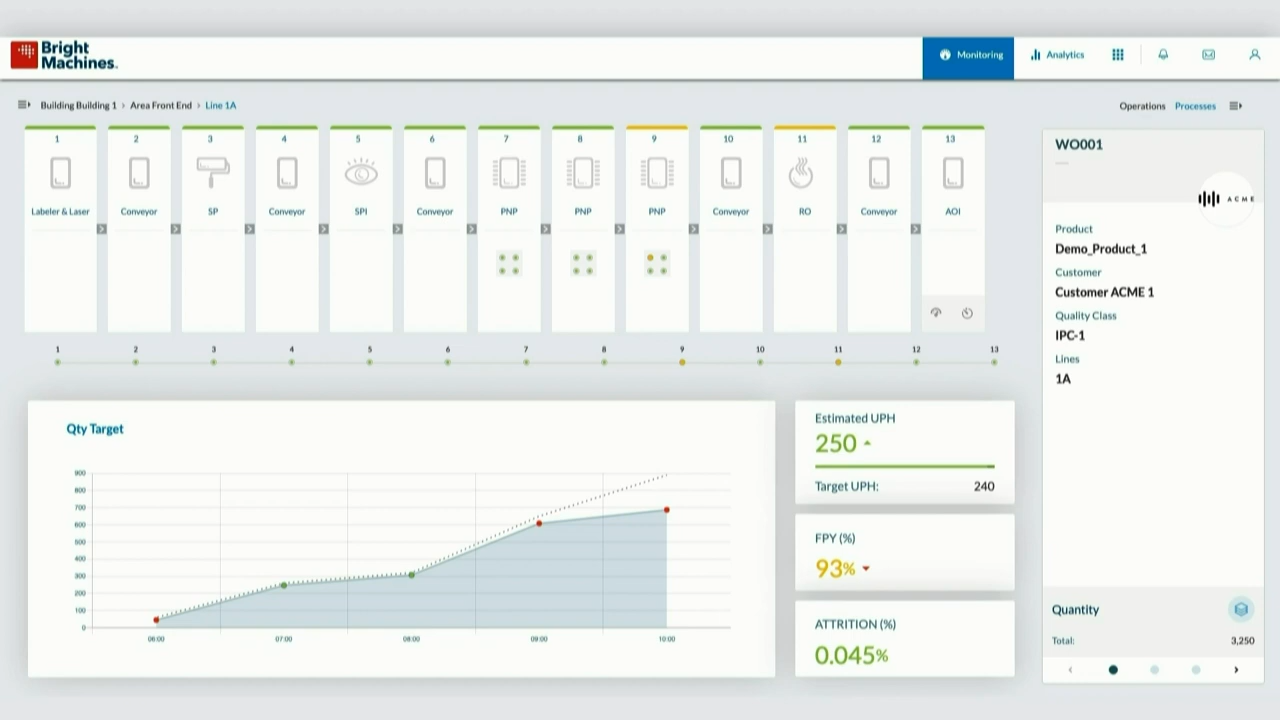 Bright
Machines.
Monitoring
Analytics
Building Building 1 › Area Front End › Line 1A
Operations Processes
1 2 3 4 5 6 7 8 9 10 11 12 13
Labeler & Laser Conveyor SP Conveyor SPI Conveyor PNP PNP PNP Conveyor RO Conveyor AOI
1 2 3 4 5 6 7 8 9 10 11 12 13
Qty Target
900
800
700
600
500
400
300
200
100
0
06:00 07:00 08:00 09:00 10:00
Estimated UPH
250
Target UPH: 240
FPY (%)
93%
ATTRITION (%)
0.045%
WO001
ACME
Product
Demo_Product_1
Customer
Customer ACME 1
Quality Class
IPC-1
Lines
1A
Quantity
Total: 3,250